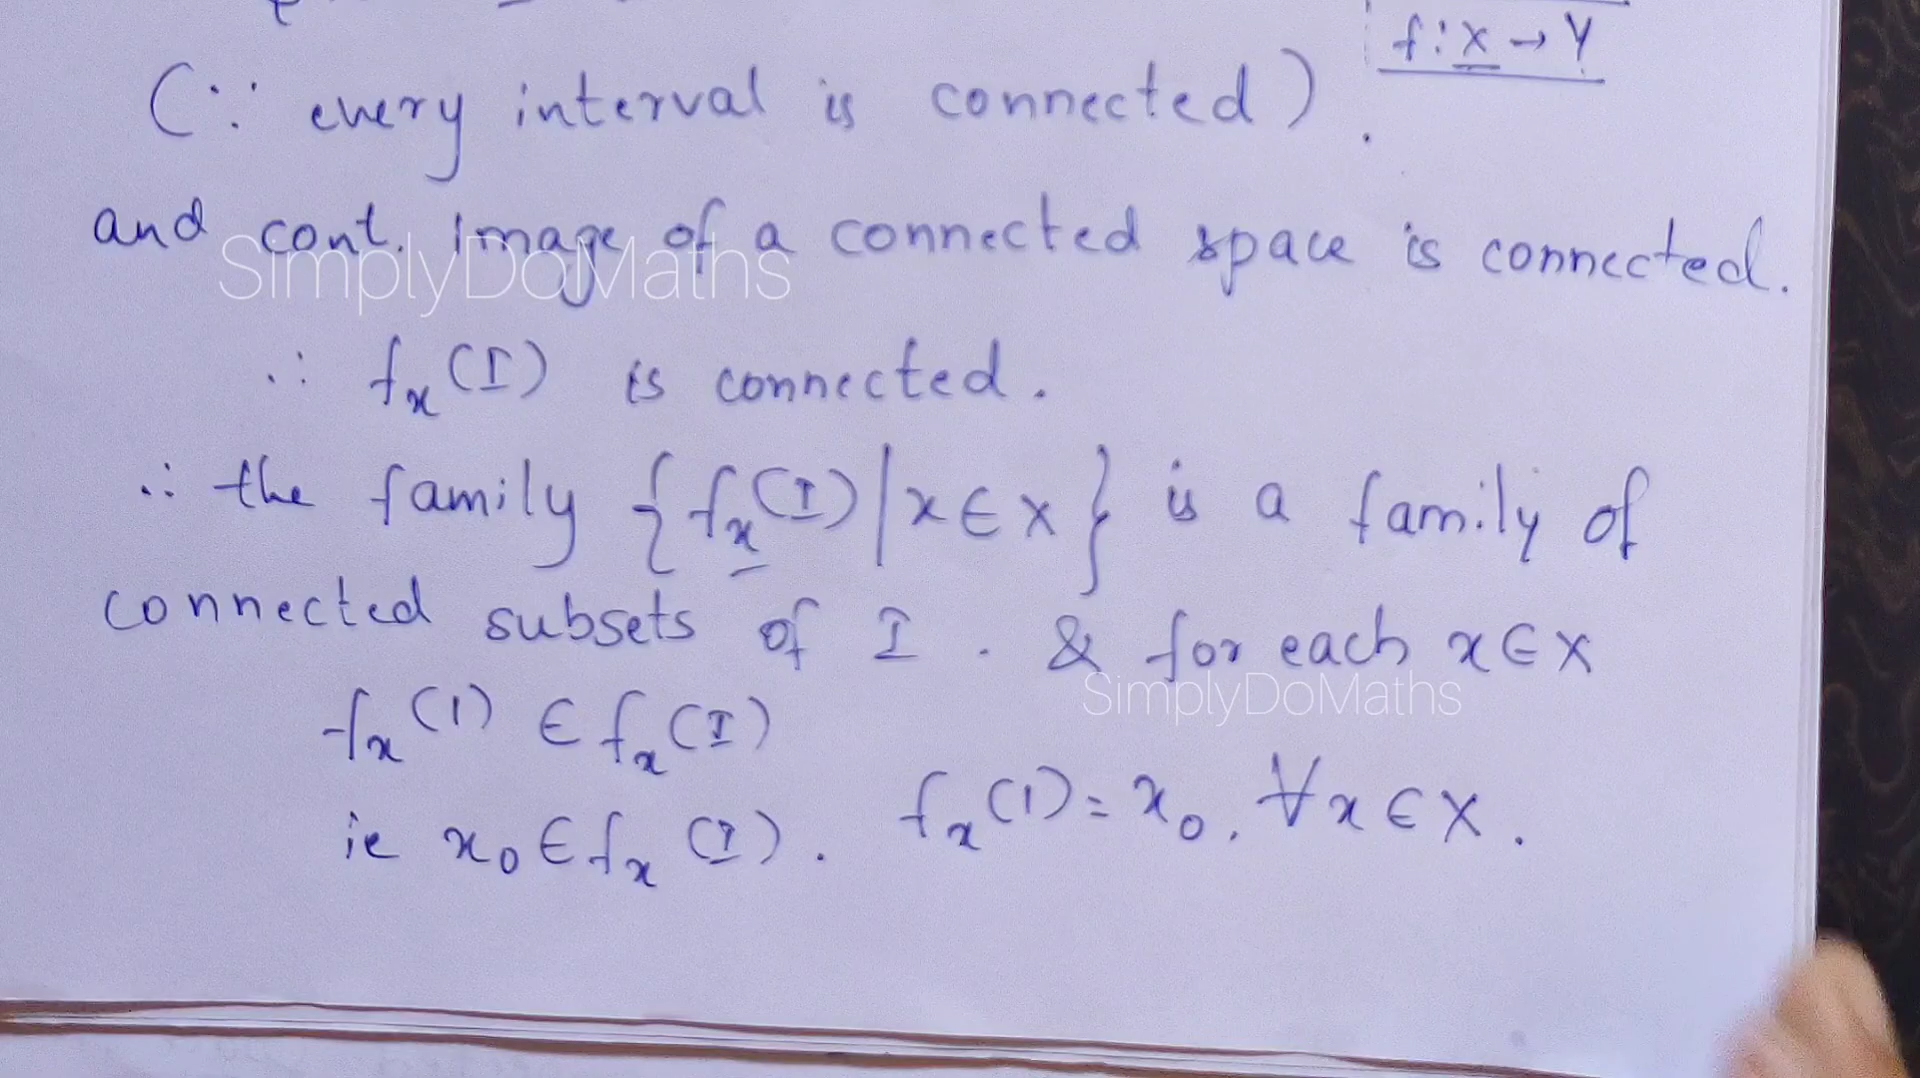 f: X → Y
(∵ every interval is connected).
and cont. image of a connected space is connected.
SimplyDoMaths
∴ fₓ(I) is connected.
∴ the family {fₓ(I) | x ∈ X} is a family of
connected subsets of I. & for each x ∈ X
SimplyDoMaths
fₓ(1) ∈ fₓ(I)
ie x₀ ∈ fₓ(I). fₓ(1) = x₀, ∀x ∈ X.